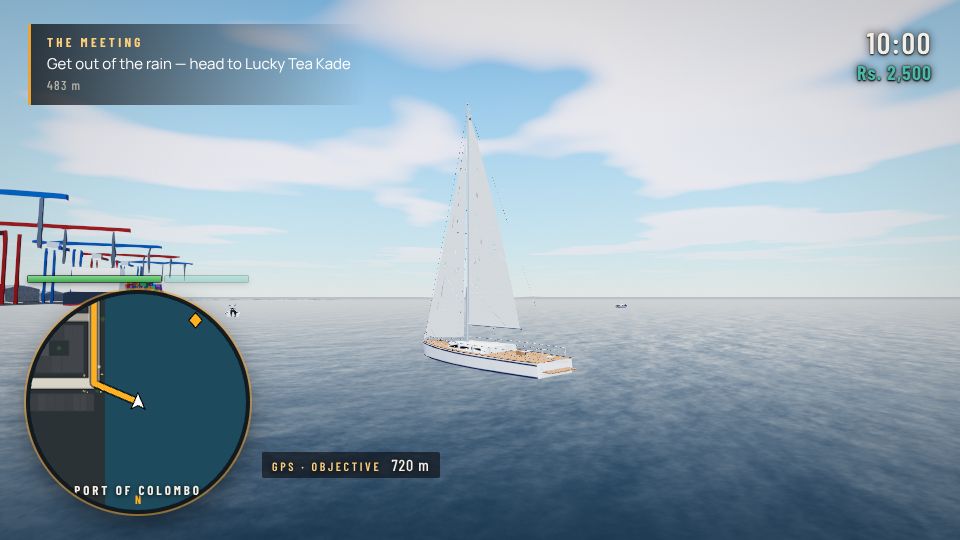 THE MEETING
Get out of the rain — head to Lucky Tea Kade
483 m
10:00
Rs. 2,500
GPS · OBJECTIVE 720 m
PORT OF COLOMBO
N